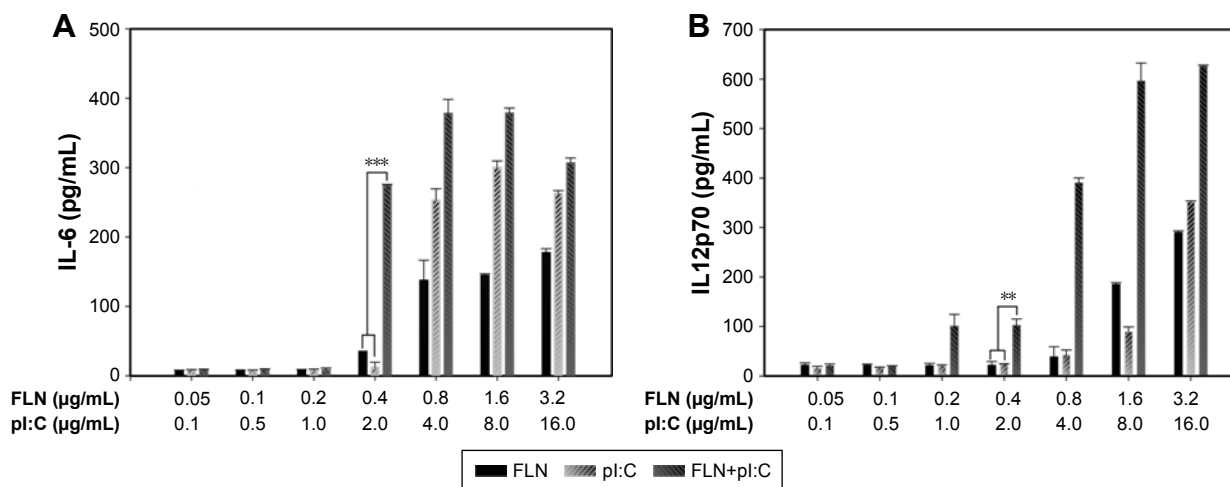 A
500
400
300
200
100
0
IL-6 (pg/mL)
***
FLN (µg/mL) 0.05 0.1 0.2 0.4 0.8 1.6 3.2
pI:C (µg/mL) 0.1 0.5 1.0 2.0 4.0 8.0 16.0
B
700
600
500
400
300
200
100
0
IL12p70 (pg/mL)
**
FLN (µg/mL) 0.05 0.1 0.2 0.4 0.8 1.6 3.2
pI:C (µg/mL) 0.1 0.5 1.0 2.0 4.0 8.0 16.0
FLN pI:C FLN+pI:C